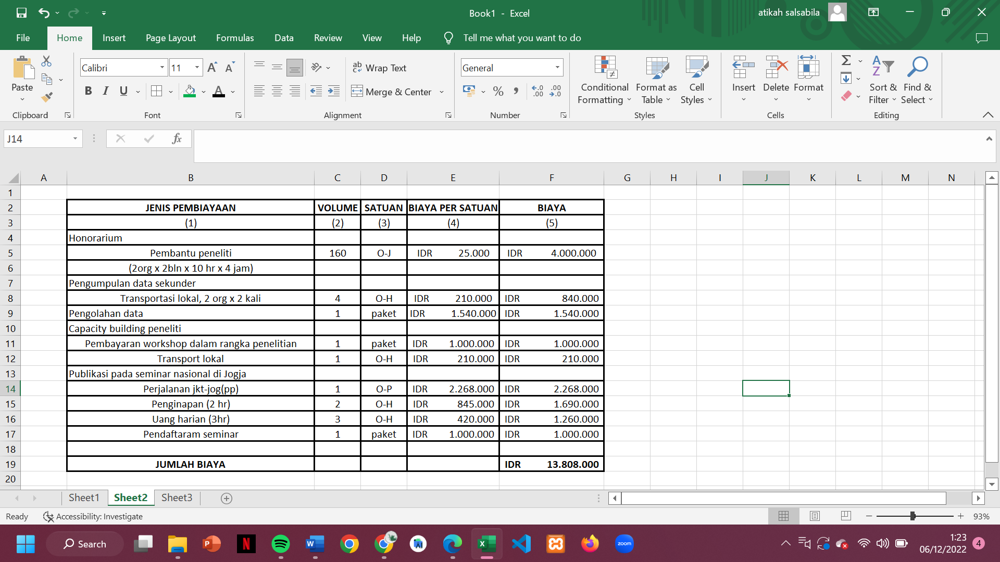 Book1 - Excel
atikah salsabila
File Home Insert Page Layout Formulas Data Review View Help Tell me what you want to do
Paste
Clipboard
Calibri 11
B I U
Font
Wrap Text
Merge & Center
Alignment
General
Number
Conditional Formatting
Format as Table
Cell Styles
Styles
Insert Delete Format
Cells
Sort & Filter
Find & Select
Editing
J14
fx
A B C D E F G H I J K L M N
1
2 JENIS PEMBIAYAAN VOLUME SATUAN BIAYA PER SATUAN BIAYA
3 (1) (2) (3) (4) (5)
4 Honorarium
5 Pembantu peneliti 160 O-J IDR 25.000 IDR 4.000.000
6 (2org x 2bln x 10 hr x 4 jam)
7 Pengumpulan data sekunder
8 Transportasi lokal, 2 org x 2 kali 4 O-H IDR 210.000 IDR 840.000
9 Pengolahan data 1 paket IDR 1.540.000 IDR 1.540.000
10 Capacity building peneliti
11 Pembayaran workshop dalam rangka penelitian 1 paket IDR 1.000.000 IDR 1.000.000
12 Transport lokal 1 O-H IDR 210.000 IDR 210.000
13 Publikasi pada seminar nasional di Jogja
14 Perjalanan jkt-jog(pp) 1 O-P IDR 2.268.000 IDR 2.268.000
15 Penginapan (2 hr) 2 O-H IDR 845.000 IDR 1.690.000
16 Uang harian (3hr) 3 O-H IDR 420.000 IDR 1.260.000
17 Pendaftaram seminar 1 paket IDR 1.000.000 IDR 1.000.000
18
19 JUMLAH BIAYA IDR 13.808.000
20
Sheet1 Sheet2 Sheet3
Ready Accessibility: Investigate 93%
Search zoom 1:23
06/12/2022 4